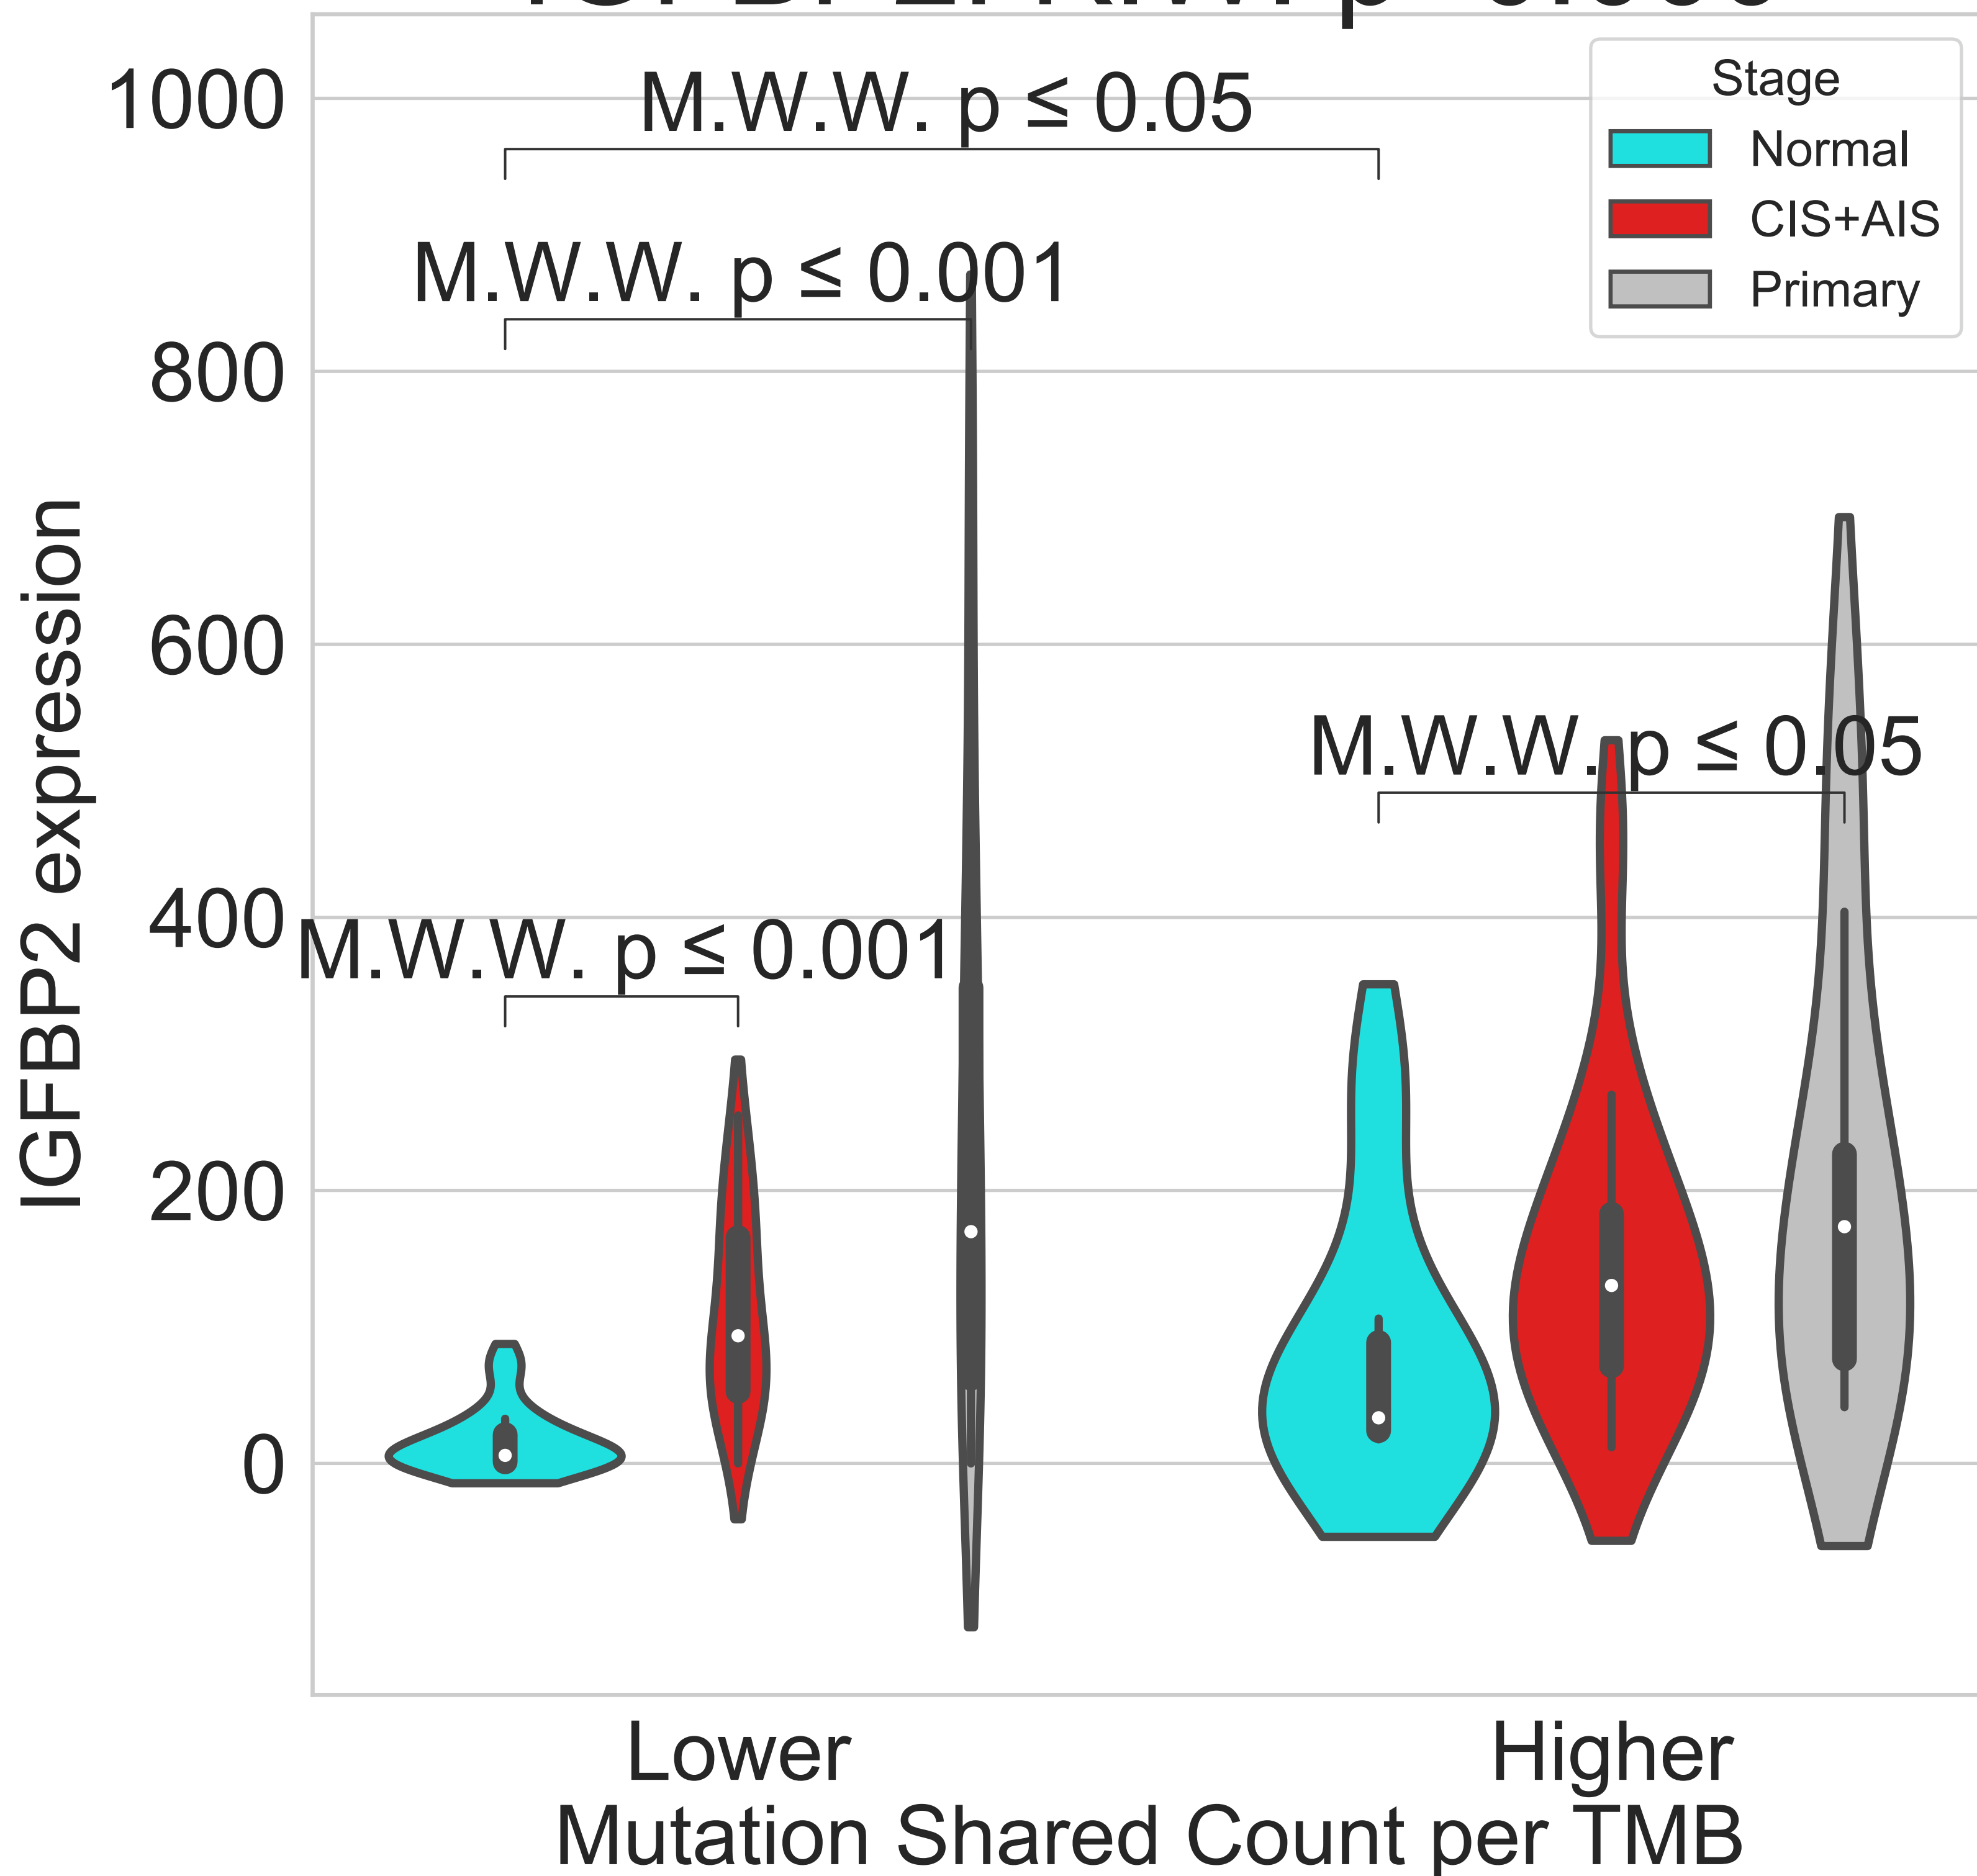 1000
800
600
400
200
0
IGFBP2 expression
M.W.W. p ≤ 0.05
M.W.W. p ≤ 0.001
M.W.W. p ≤ 0.001
M.W.W. p ≤ 0.05
Stage
Normal
CIS+AIS
Primary
Lower
Higher
Mutation Shared Count per TMB